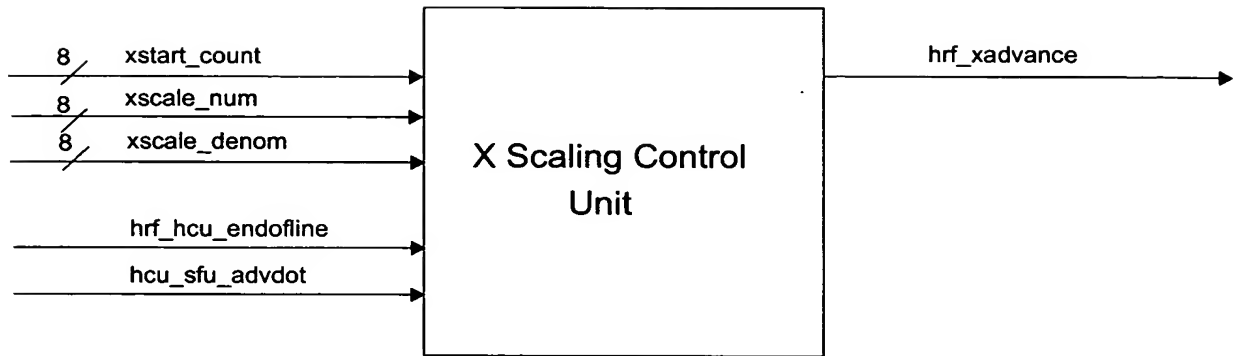 8 xstart_count
8 xscale_num
8 xscale_denom
hrf_hcu_endofline
hcu_sfu_advdot
X Scaling Control
Unit
hrf_xadvance